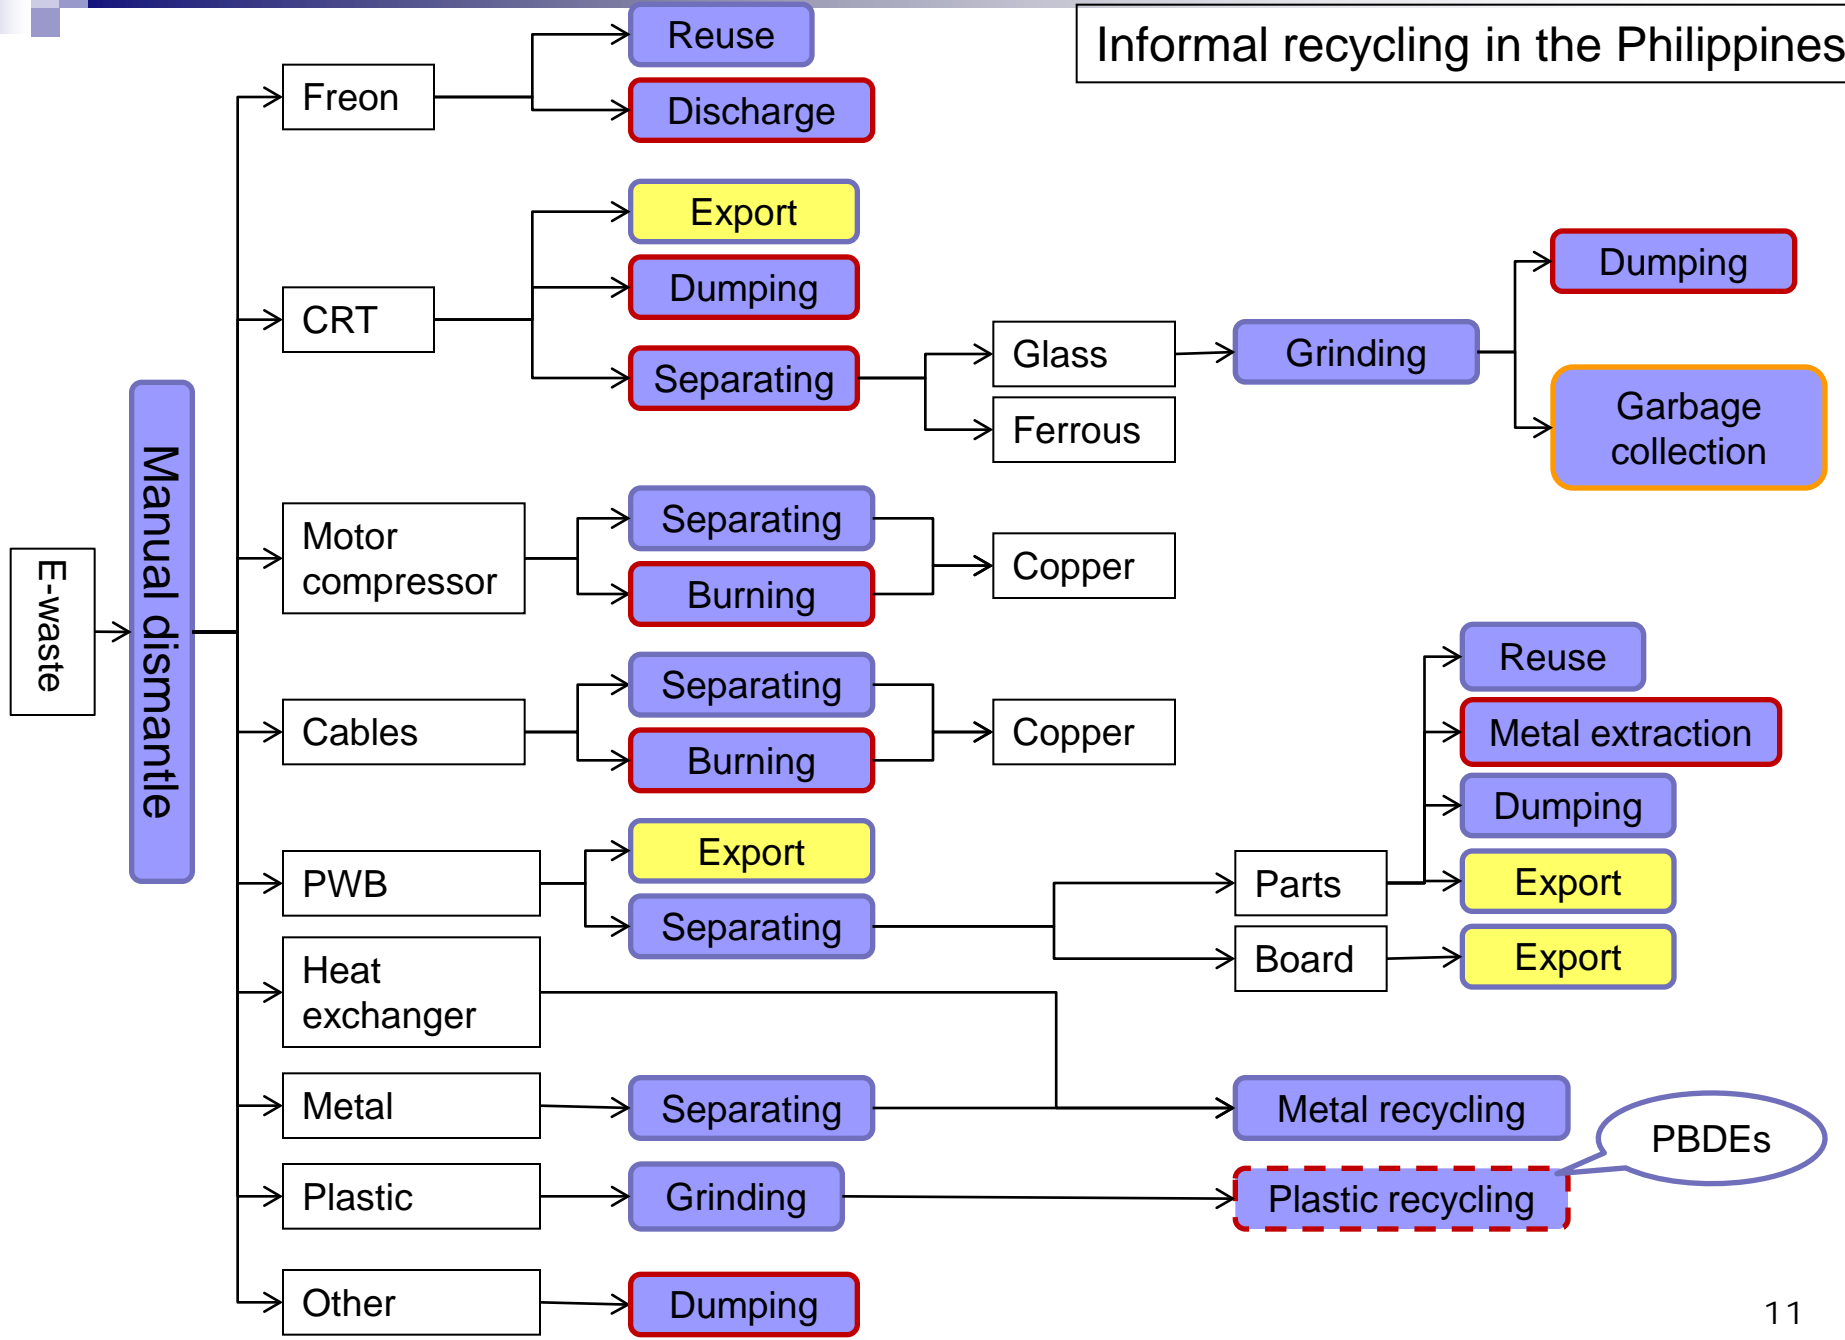 Informal recycling in the Philippines
E-waste
Manual dismantle
Freon
Reuse
Discharge
CRT
Export
Dumping
Separating
Glass
Ferrous
Grinding
Dumping
Garbage
collection
Motor
compressor
Separating
Burning
Copper
Cables
Separating
Burning
Copper
PWB
Export
Separating
Parts
Board
Reuse
Metal extraction
Dumping
Export
Export
Heat
exchanger
Metal
Separating
Metal recycling
Plastic
Grinding
Plastic recycling
PBDEs
Other
Dumping
11